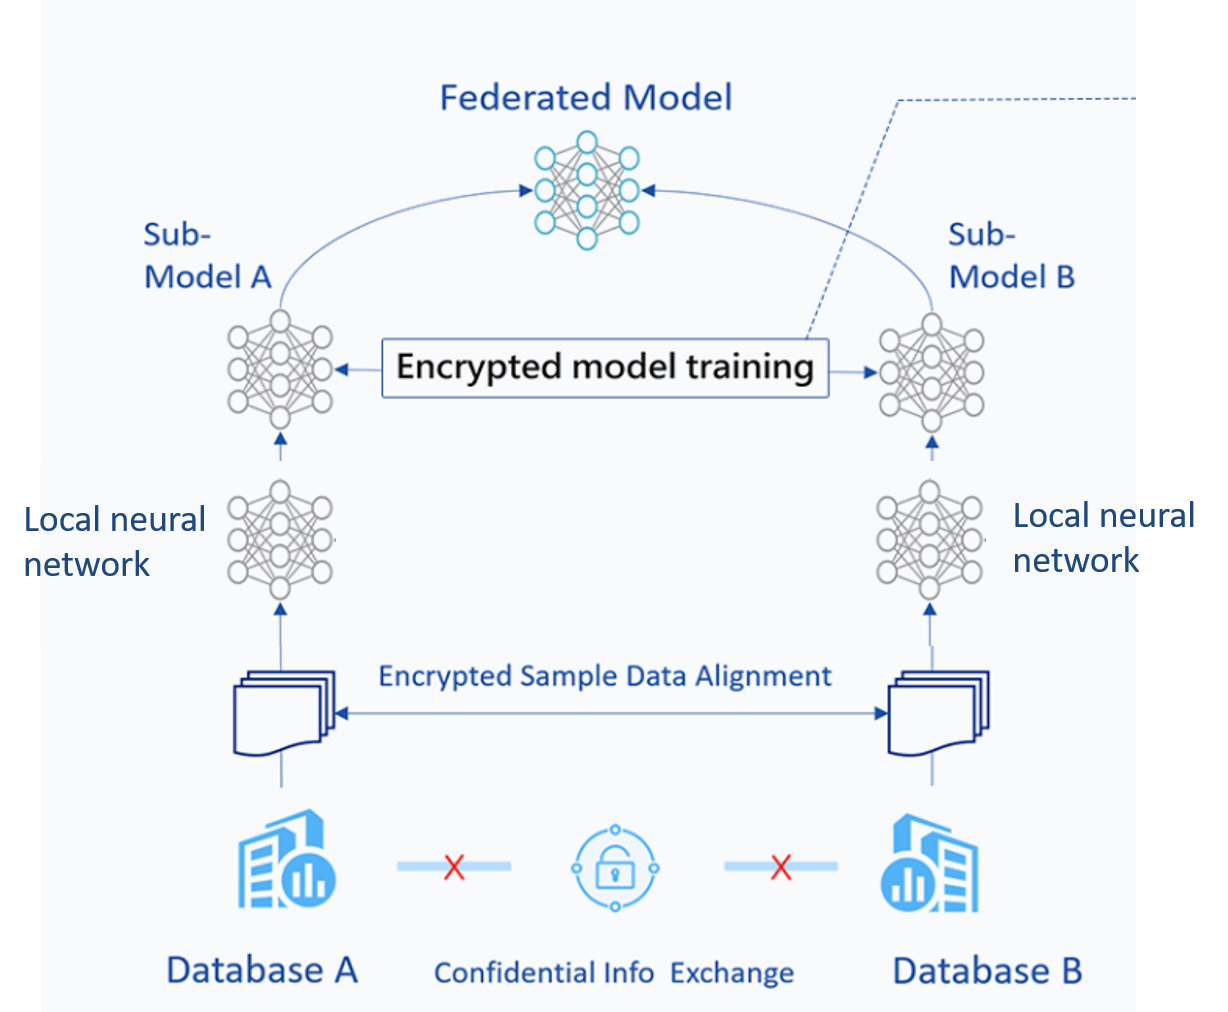 Federated Model
Sub-
Model A
Sub-
Model B
Encrypted model training
Local neural
network
Local neural
network
Encrypted Sample Data Alignment
X
X
Database A
Confidential Info Exchange
Database B